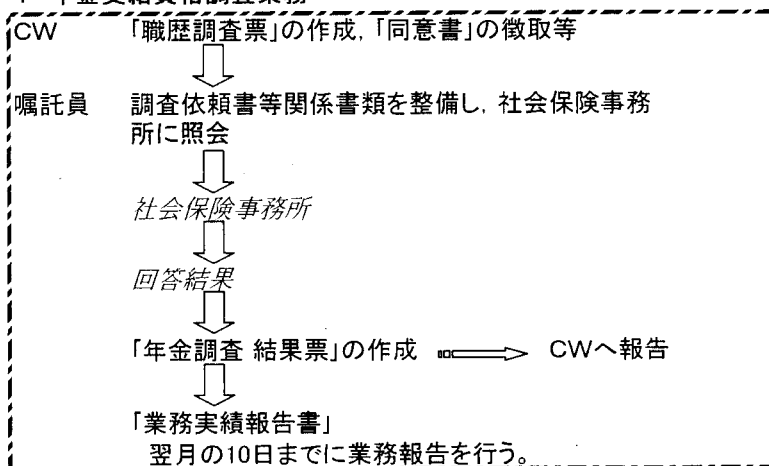 CW 「職歴調査票」の作成，「同意書」の徴取等
嘱託員 調査依頼書等関係書類を整備し，社会保険事務
所に照会
社会保険事務所
回答結果
「年金調査 結果票」の作成 CWへ報告
「業務実績報告書」
翌月の10日までに業務報告を行う。